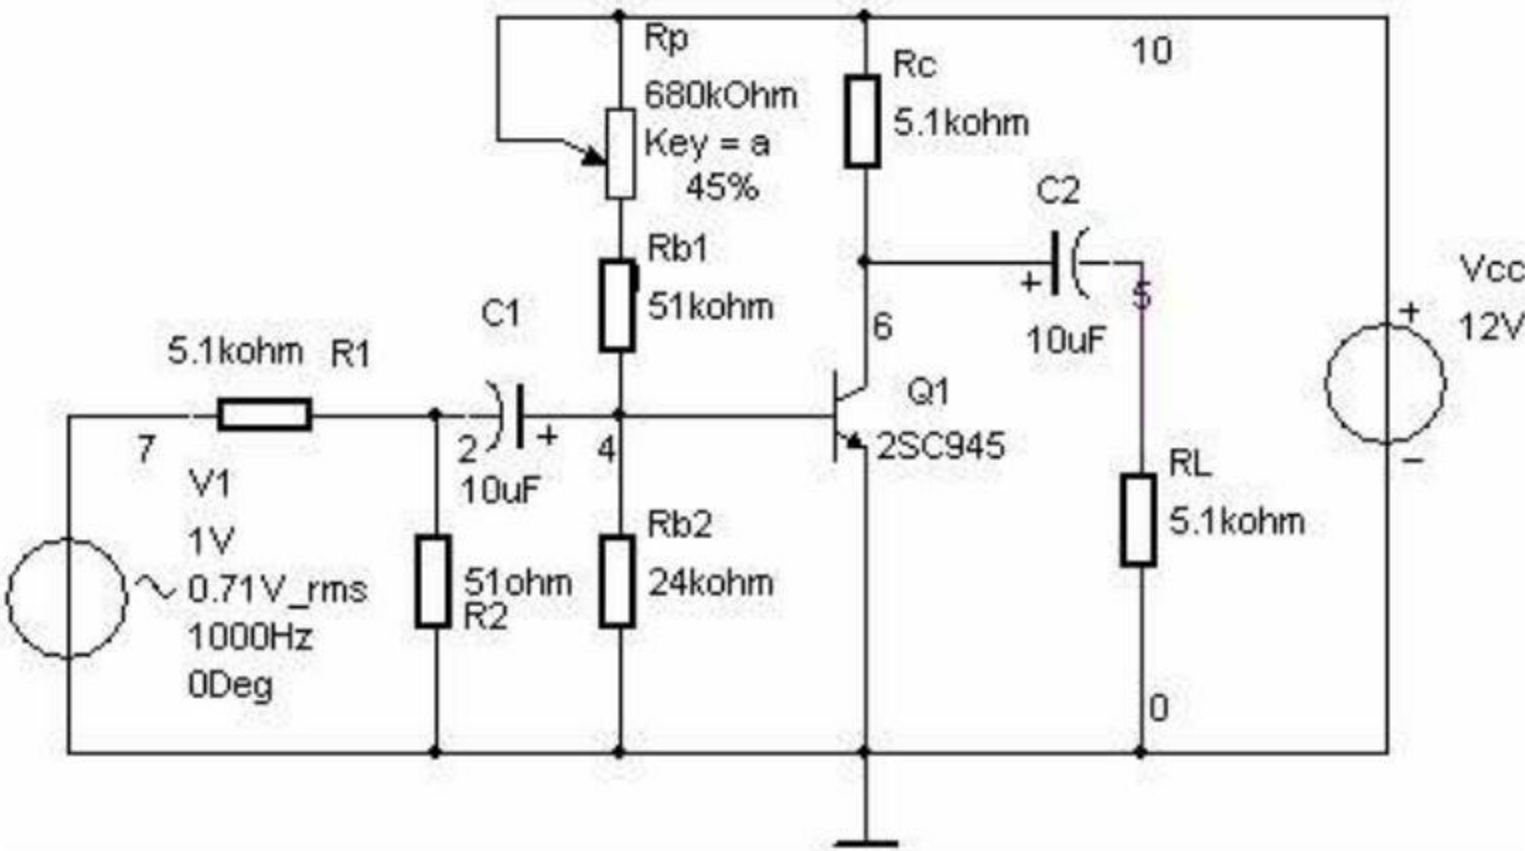 Rp
680kOhm
Key = a
45%
Rc
5.1kohm
10
C2
+
10uF
5
Vcc
12V
+
−
Rb1
51kohm
C1
5.1kohm R1
6
Q1
2SC945
7
2
+
4
10uF
V1
1V
0.71V_rms
1000Hz
0Deg
51ohm
R2
Rb2
24kohm
RL
5.1kohm
0